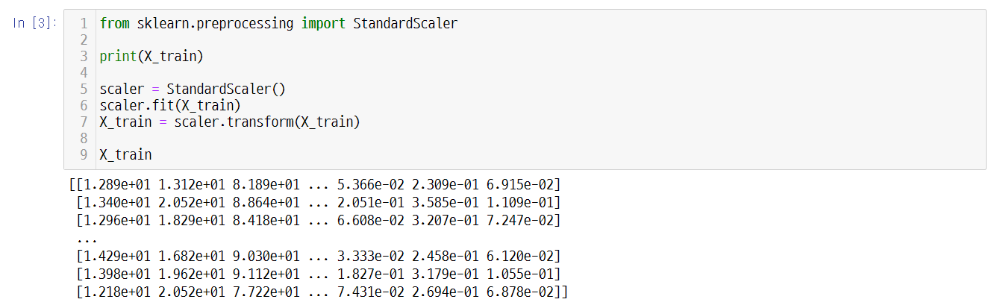 In [3]:
1 from sklearn.preprocessing import StandardScaler
2
3 print(X_train)
4
5 scaler = StandardScaler()
6 scaler.fit(X_train)
7 X_train = scaler.transform(X_train)
8
9 X_train
[[1.289e+01 1.312e+01 8.189e+01 ... 5.366e-02 2.309e-01 6.915e-02]
[1.340e+01 2.052e+01 8.864e+01 ... 2.051e-01 3.585e-01 1.109e-01]
[1.296e+01 1.829e+01 8.418e+01 ... 6.608e-02 3.207e-01 7.247e-02]
...
[1.429e+01 1.682e+01 9.030e+01 ... 3.333e-02 2.458e-01 6.120e-02]
[1.398e+01 1.962e+01 9.112e+01 ... 1.827e-01 3.179e-01 1.055e-01]
[1.218e+01 2.052e+01 7.722e+01 ... 7.431e-02 2.694e-01 6.878e-02]]